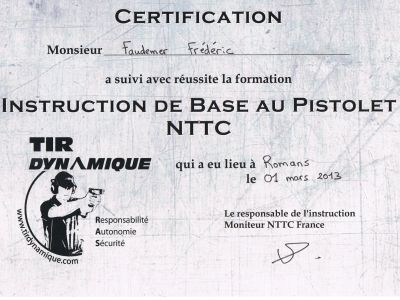 CERTIFICATION
Monsieur Faudemer Frédéric
a suivi avec réussite la formation
INSTRUCTION DE BASE AU PISTOLET
NTTC
TIR
DYNAMIQUE
qui a eu lieu à Romans
le 01 mars 2013
www.tirdynamique.com
Responsabilité
Autonomie
Sécurité
Le responsable de l'instruction
Moniteur NTTC France